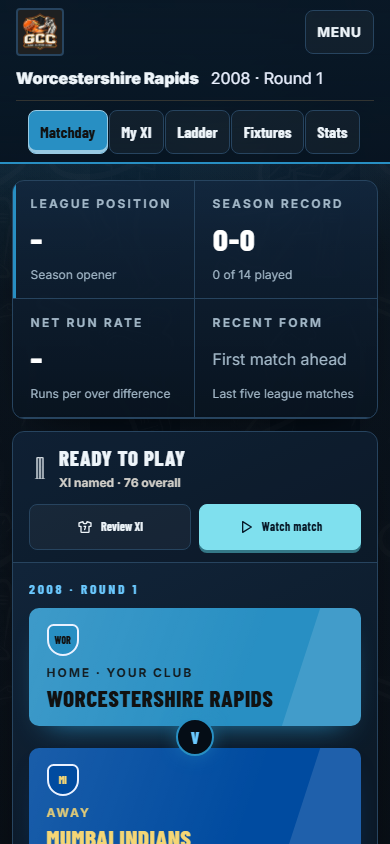 GCC
MENU
Worcestershire Rapids 2008 · Round 1
Matchday My XI Ladder Fixtures Stats
LEAGUE POSITION
–
Season opener
SEASON RECORD
0-0
0 of 14 played
NET RUN RATE
–
Runs per over difference
RECENT FORM
First match ahead
Last five league matches
READY TO PLAY
XI named · 76 overall
Review XI
Watch match
2008 · ROUND 1
WOR
HOME · YOUR CLUB
WORCESTERSHIRE RAPIDS
V
MI
AWAY
MUMBAI INDIANS